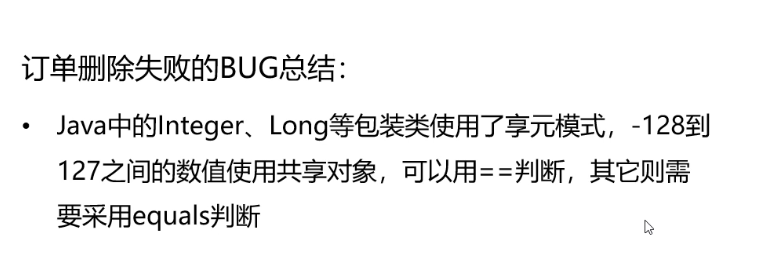 订单删除失败的BUG总结：
• Java中的Integer、Long等包装类使用了享元模式，-128到
127之间的数值使用共享对象，可以用==判断，其它则需
要采用equals判断